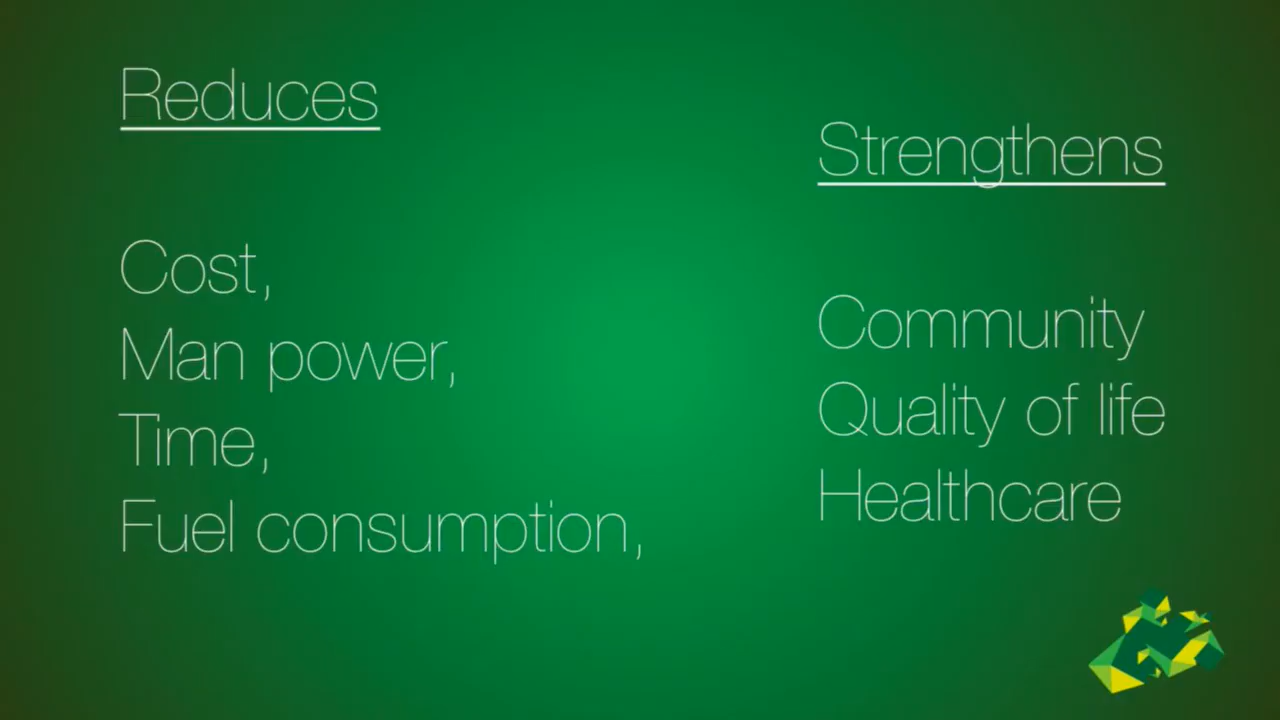 Reduces
Cost,
Man power,
Time,
Fuel consumption,
Strengthens
Community
Quality of life
Healthcare